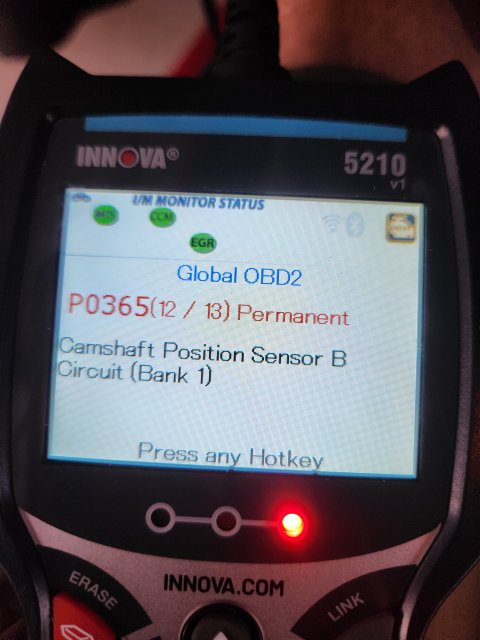 INNOVA®
5210
v1
I/M MONITOR STATUS
MIS CCM
EGR
Global OBD2
P0365(12 / 13) Permanent
Camshaft Position Sensor B
Circuit (Bank 1)
Press any Hotkey
INNOVA.COM
ERASE
LINK